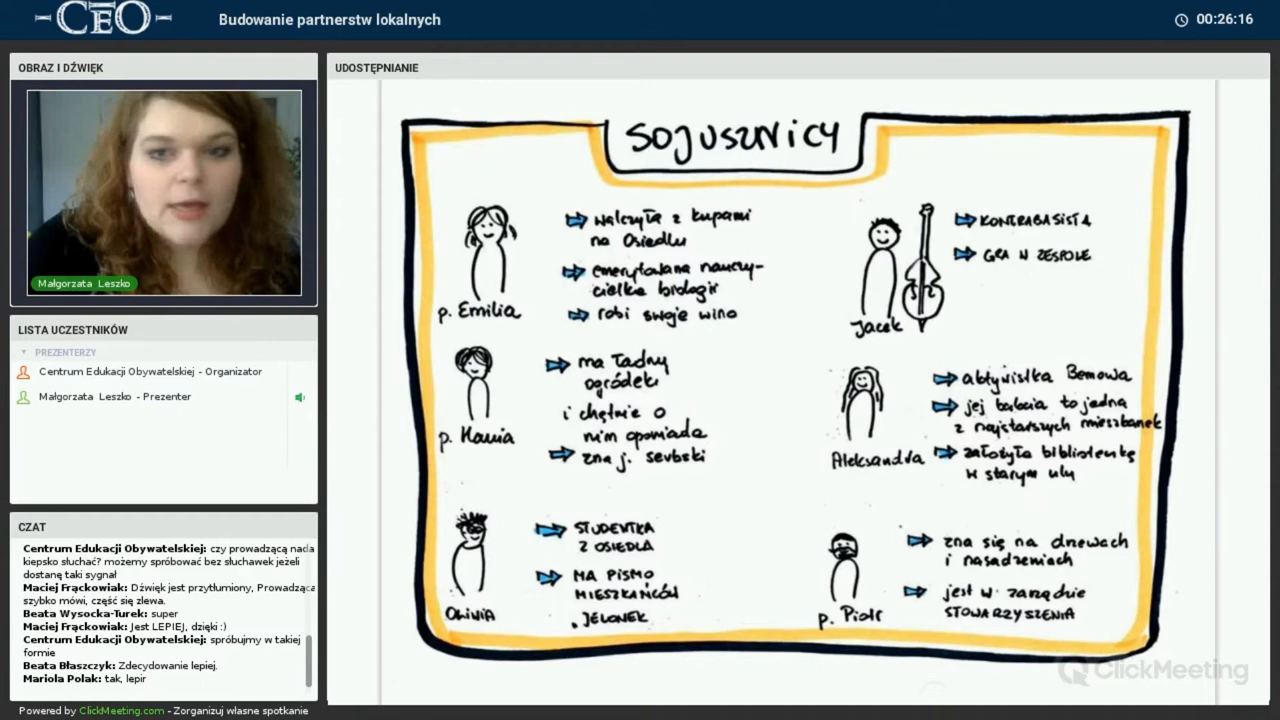 CEO
Budowanie partnerstw lokalnych
00:26:16
OBRAZ I DŹWIĘK
Małgorzata Leszko
LISTA UCZESTNIKÓW
PREZENTERZY
Centrum Edukacji Obywatelskiej - Organizator
Małgorzata Leszko - Prezenter
CZAT
Centrum Edukacji Obywatelskiej: czy prowadzącą nada
kiepsko słuchać? możemy spróbować bez słuchawek jeżeli
dostanę taki sygnał
Maciej Frąckowiak: Dźwięk jest przytłumiony, Prowadząca
szybko mówi, część się zlewa.
Beata Wysocka-Turek: super
Maciej Frąckowiak: Jest LEPIEJ, dzięki :)
Centrum Edukacji Obywatelskiej: spróbujmy w takiej
formie
Beata Błaszczyk: Zdecydowanie lepiej.
Mariola Polak: tak, lepir
Powered by ClickMeeting.com - Zorganizuj własne spotkanie
UDOSTĘPNIANIE
SOJUSZNICY
p. Emilia
walczyła z kupami
na Osiedlu
emerytowana nauczy-
cielka biologii
robi swoje wino
p. Hania
ma ładny
ogródek
i chętnie o
nim opowiada
zna j. serbski
Oliwia
STUDENTKA
Z OSIEDLA
MA PISMO
MIESZKAŃCÓW
"JELONEK
Jacek
KONTRABASISTA
GRA W ZESPOLE
Aleksandra
aktywistka Bemowa
jej babcia to jedna
z najstarszych mieszkanek
założyła biblioteczkę
w starym ulu
p. Piotr
zna się na drzewach
i nasadzeniach
jest w zarządzie
STOWARZYSZENIA
ClickMeeting